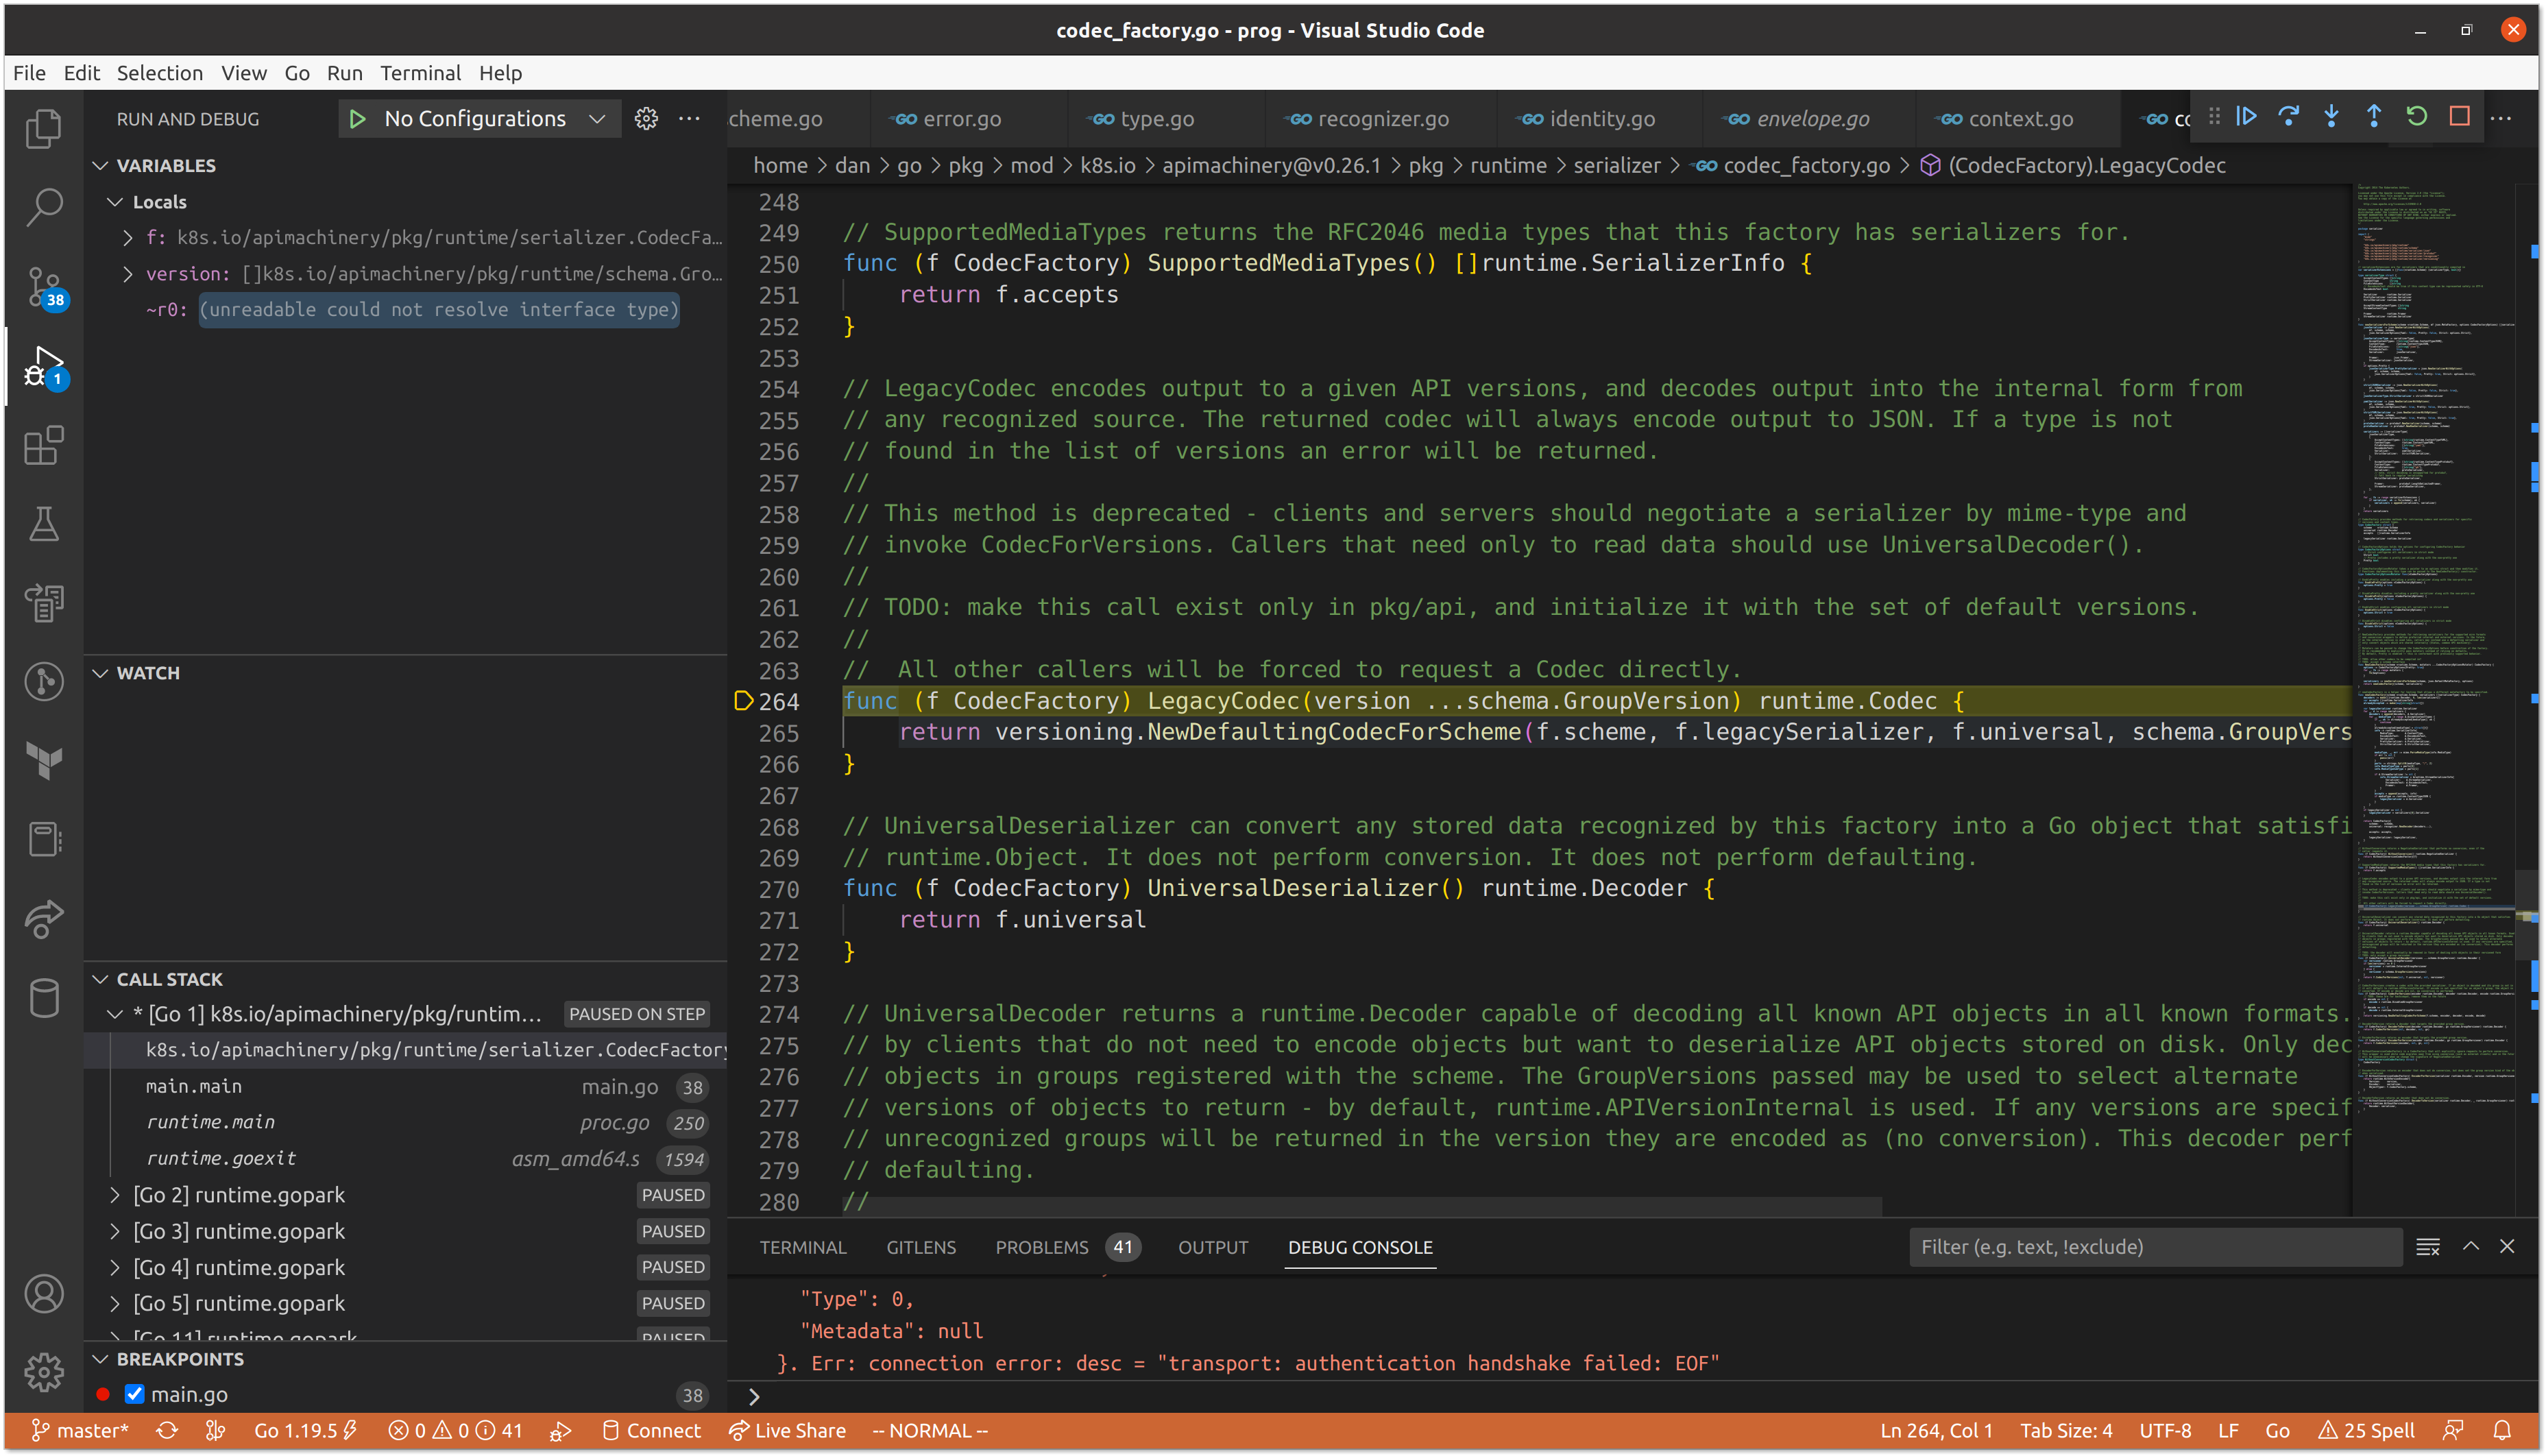 codec_factory.go - prog - Visual Studio Code
File Edit Selection View Go Run Terminal Help
RUN AND DEBUG
No Configurations
VARIABLES
Locals
f: k8s.io/apimachinery/pkg/runtime/serializer.CodecFa…
version: []k8s.io/apimachinery/pkg/runtime/schema.Gro…
~r0: (unreadable could not resolve interface type)
38
1
WATCH
CALL STACK
* [Go 1] k8s.io/apimachinery/pkg/runtim… PAUSED ON STEP
k8s.io/apimachinery/pkg/runtime/serializer.CodecFactory
main.main main.go 38
runtime.main proc.go 250
runtime.goexit asm_amd64.s 1594
[Go 2] runtime.gopark PAUSED
[Go 3] runtime.gopark PAUSED
[Go 4] runtime.gopark PAUSED
[Go 5] runtime.gopark PAUSED
[Go 11] runtime.gopark PAUSED
BREAKPOINTS
main.go 38
cheme.go GO error.go GO type.go GO recognizer.go GO identity.go GO envelope.go GO context.go GO co
home > dan > go > pkg > mod > k8s.io > apimachinery@v0.26.1 > pkg > runtime > serializer > GO codec_factory.go > (CodecFactory).LegacyCodec
248
249 // SupportedMediaTypes returns the RFC2046 media types that this factory has serializers for.
250 func (f CodecFactory) SupportedMediaTypes() []runtime.SerializerInfo {
251 return f.accepts
252 }
253
254 // LegacyCodec encodes output to a given API versions, and decodes output into the internal form from
255 // any recognized source. The returned codec will always encode output to JSON. If a type is not
256 // found in the list of versions an error will be returned.
257 //
258 // This method is deprecated - clients and servers should negotiate a serializer by mime-type and
259 // invoke CodecForVersions. Callers that need only to read data should use UniversalDecoder().
260 //
261 // TODO: make this call exist only in pkg/api, and initialize it with the set of default versions.
262 //
263 //  All other callers will be forced to request a Codec directly.
264 func (f CodecFactory) LegacyCodec(version ...schema.GroupVersion) runtime.Codec {
265 return versioning.NewDefaultingCodecForScheme(f.scheme, f.legacySerializer, f.universal, schema.GroupVers
266 }
267
268 // UniversalDeserializer can convert any stored data recognized by this factory into a Go object that satisfi
269 // runtime.Object. It does not perform conversion. It does not perform defaulting.
270 func (f CodecFactory) UniversalDeserializer() runtime.Decoder {
271 return f.universal
272 }
273
274 // UniversalDecoder returns a runtime.Decoder capable of decoding all known API objects in all known formats.
275 // by clients that do not need to encode objects but want to deserialize API objects stored on disk. Only dec
276 // objects in groups registered with the scheme. The GroupVersions passed may be used to select alternate
277 // versions of objects to return - by default, runtime.APIVersionInternal is used. If any versions are specif
278 // unrecognized groups will be returned in the version they are encoded as (no conversion). This decoder perf
279 // defaulting.
280 //
TERMINAL GITLENS PROBLEMS 41 OUTPUT DEBUG CONSOLE Filter (e.g. text, !exclude)
"Type": 0,
"Metadata": null
}. Err: connection error: desc = "transport: authentication handshake failed: EOF"
>
master* Go 1.19.5 0 0 41 Connect Live Share -- NORMAL -- Ln 264, Col 1 Tab Size: 4 UTF-8 LF Go 25 Spell